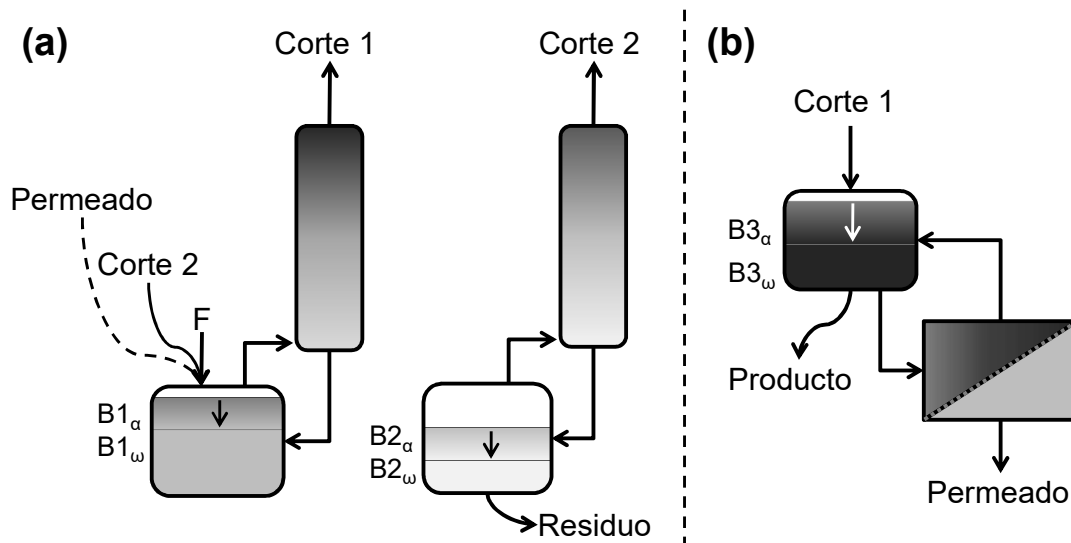 (a)
Corte 1
Corte 2
Permeado
Corte 2
F
B1α
B1ω
B2α
B2ω
Residuo
(b)
Corte 1
B3α
B3ω
Producto
Permeado